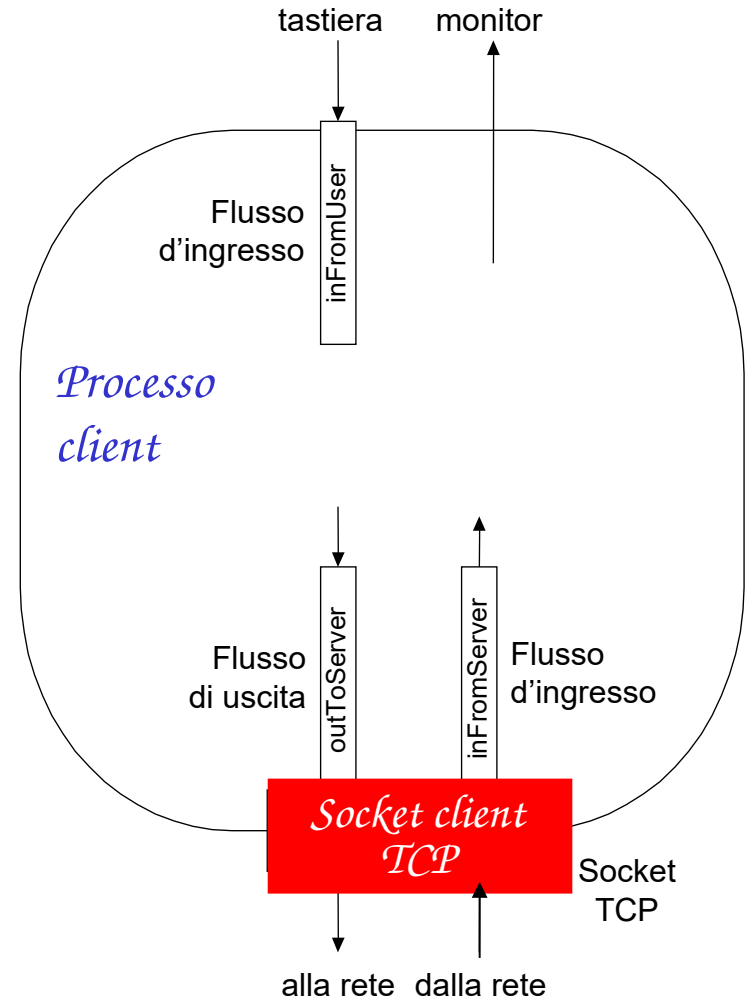 tastiera
monitor
inFromUser
Flusso
d'ingresso
Processo
client
outToServer
Flusso
di uscita
inFromServer
Flusso
d'ingresso
Socket client
TCP
Socket
TCP
alla rete
dalla rete